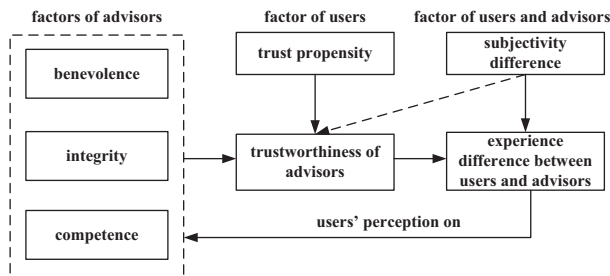 factors of advisors
factor of users
factor of users and advisors
benevolence
trust propensity
subjectivity
difference
integrity
trustworthiness of
advisors
experience
difference between
users and advisors
competence
users' perception on